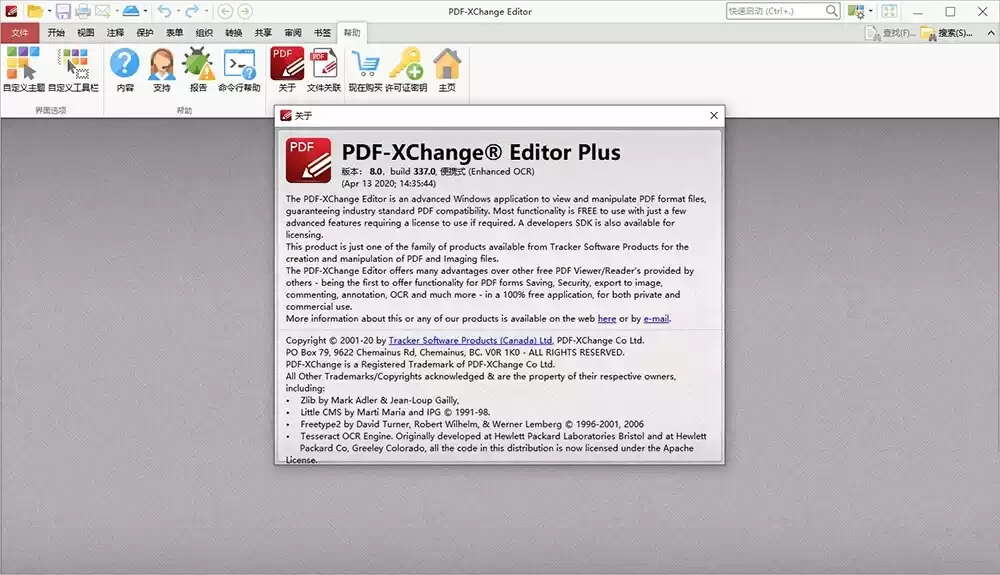 PDF-XChange Editor
快速启动 (Ctrl+.)
文件 开始 视图 注释 保护 表单 组织 转换 共享 审阅 书签 帮助
查找(F)... 搜索(S)...
自定义主题 自定义工具栏 内容 支持 报告 命令行帮助 关于 文件关联 现在购买 许可证密钥 主页
界面选项 帮助
关于
PDF
PDF-XChange® Editor Plus
版本: 8.0, build 337.0, 便携式 (Enhanced OCR)
(Apr 13 2020; 14:35:44)
The PDF-XChange Editor is an advanced Windows application to view and manipulate PDF format files,
guaranteeing industry standard PDF compatibility. Most functionality is FREE to use with just a few
advanced features requiring a license to use if required. A developers SDK is also available for
licensing.
This product is just one of the family of products available from Tracker Software Products for the
creation and manipulation of PDF and Imaging files.
The PDF-XChange Editor offers many advantages over other free PDF Viewer/Reader's provided by
others - being the first to offer functionality for PDF forms Saving, Security, export to image,
commenting, annotation, OCR and much more - in a 100% free application, for both private and
commercial use.
More information about this or any of our products is available on the web here or by e-mail.
Copyright © 2001-20 by Tracker Software Products (Canada) Ltd, PDF-XChange Co Ltd.
PO Box 79, 9622 Chemainus Rd, Chemainus, BC. V0R 1K0 - ALL RIGHTS RESERVED.
PDF-XChange is a Registered Trademark of PDF-XChange Co Ltd.
All Other Trademarks/Copyrights acknowledged & are the property of their respective owners,
including:
• Zlib by Mark Adler & Jean-Loup Gailly,
• Little CMS by Marti Maria and IPG © 1991-98.
• Freetype2 by David Turner, Robert Wilhelm, & Werner Lemberg © 1996-2001, 2006
• Tesseract OCR Engine. Originally developed at Hewlett Packard Laboratories Bristol and at Hewlett
Packard Co, Greeley Colorado, all the code in this distribution is now licensed under the Apache
License.